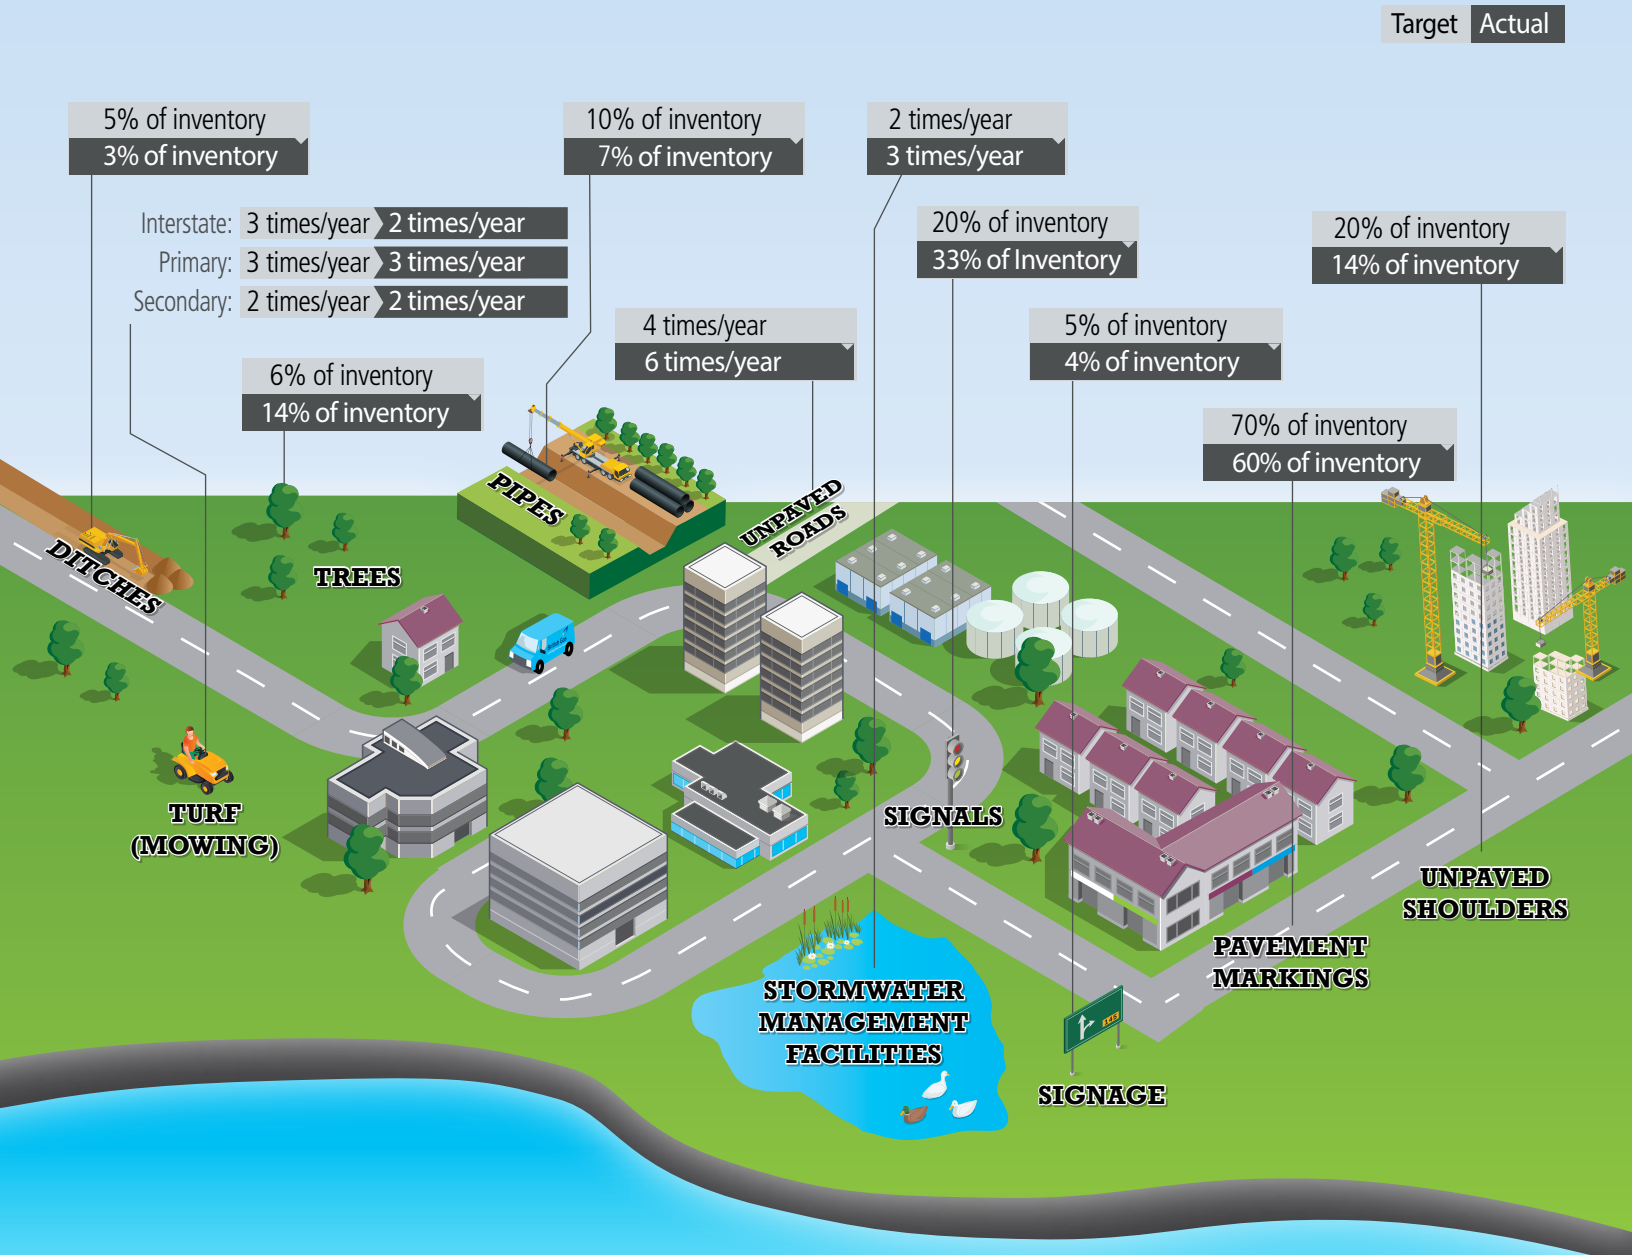 Target Actual
5% of inventory
3% of inventory
10% of inventory
7% of inventory
2 times/year
3 times/year
Interstate: 3 times/year 2 times/year
Primary: 3 times/year 3 times/year
Secondary: 2 times/year 2 times/year
20% of inventory
33% of Inventory
20% of inventory
14% of inventory
4 times/year
6 times/year
5% of inventory
4% of inventory
6% of inventory
14% of inventory
70% of inventory
60% of inventory
PIPES
UNPAVED
ROADS
DITCHES
TREES
TURF
(MOWING)
SIGNALS
UNPAVED
SHOULDERS
PAVEMENT
MARKINGS
STORMWATER
MANAGEMENT
FACILITIES
SIGNAGE